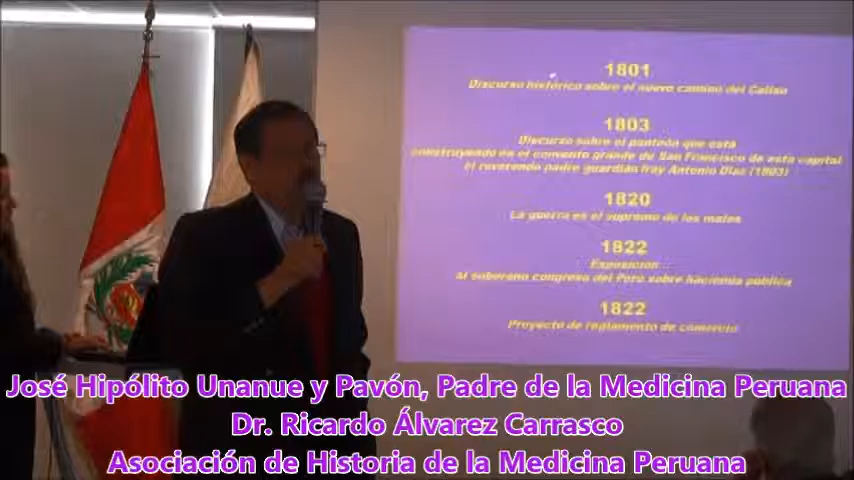 1801
Discurso histórico sobre el nuevo camino del Callao
1803
Discurso sobre el panteón que está
construyendo en el convento grande de San Francisco de esta capital
el reverendo padre guardián fray Antonio Díaz (1803)
1820
La guerra es el supremo de los males
1822
Exposición
Al soberano congreso del Perú sobre hacienda pública
1822
Proyecto de reglamento de comercio
José Hipólito Unanue y Pavón, Padre de la Medicina Peruana
Dr. Ricardo Álvarez Carrasco
Asociación de Historia de la Medicina Peruana